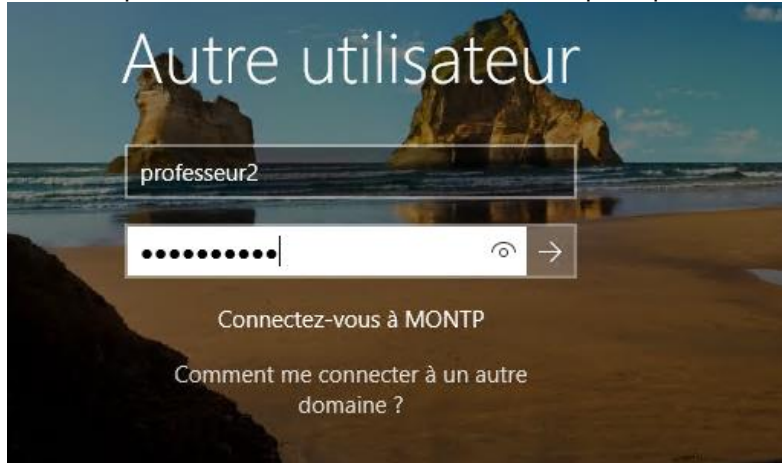 Autre utilisateur
professeur2
••••••••••
Connectez-vous à MONTP
Comment me connecter à un autre
domaine ?